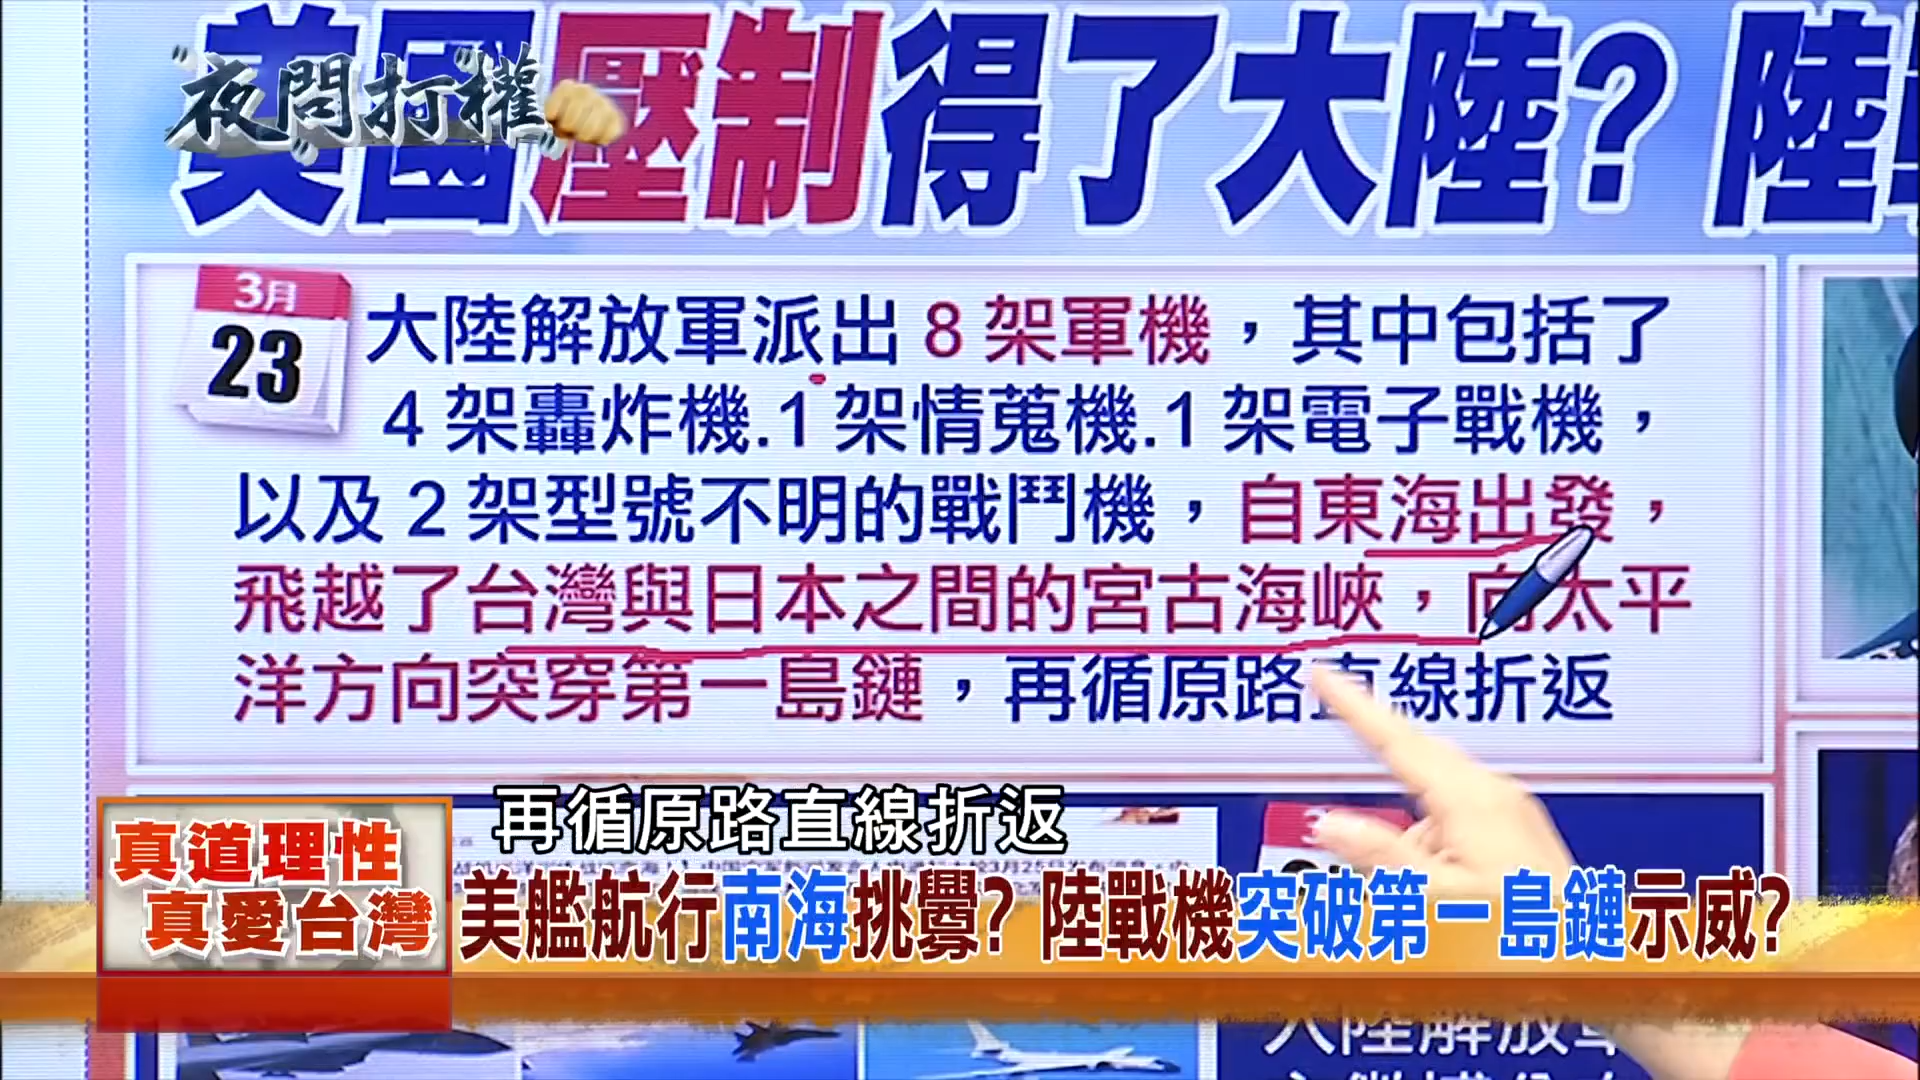 美國壓制得了大陸?陸
"夜"問打"權"
3月
23
大陸解放軍派出8架軍機，其中包括了
4架轟炸機.1架情蒐機.1架電子戰機，
以及2架型號不明的戰鬥機，自東海出發，
飛越了台灣與日本之間的宮古海峽，向太平
洋方向突穿第一島鏈，再循原路直線折返
再循原路直線折返
真道理性
真愛台灣
美艦航行南海挑釁?陸戰機突破第一島鏈示威?
大陸解放軍